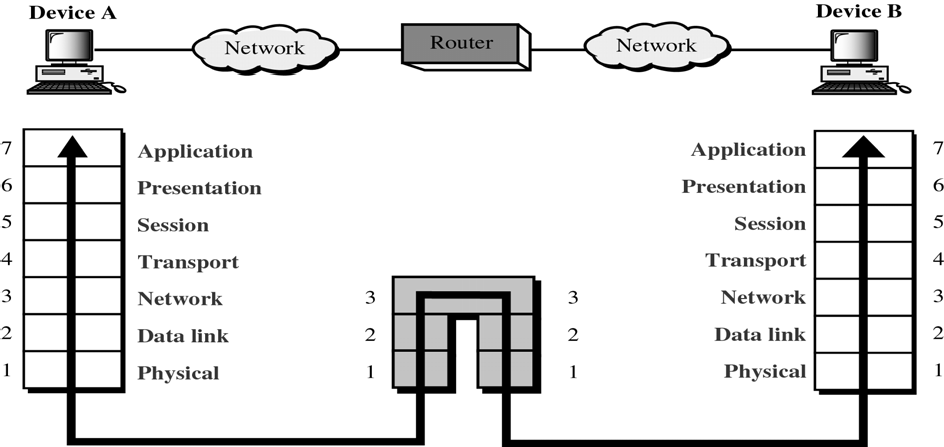 Device A
Device B
Network
Router
Network
7 Application
Application 7
6 Presentation
Presentation 6
5 Session
Session 5
4 Transport
Transport 4
3 Network
3
3
Network 3
2 Data link
2
2
Data link 2
1 Physical
1
1
Physical 1